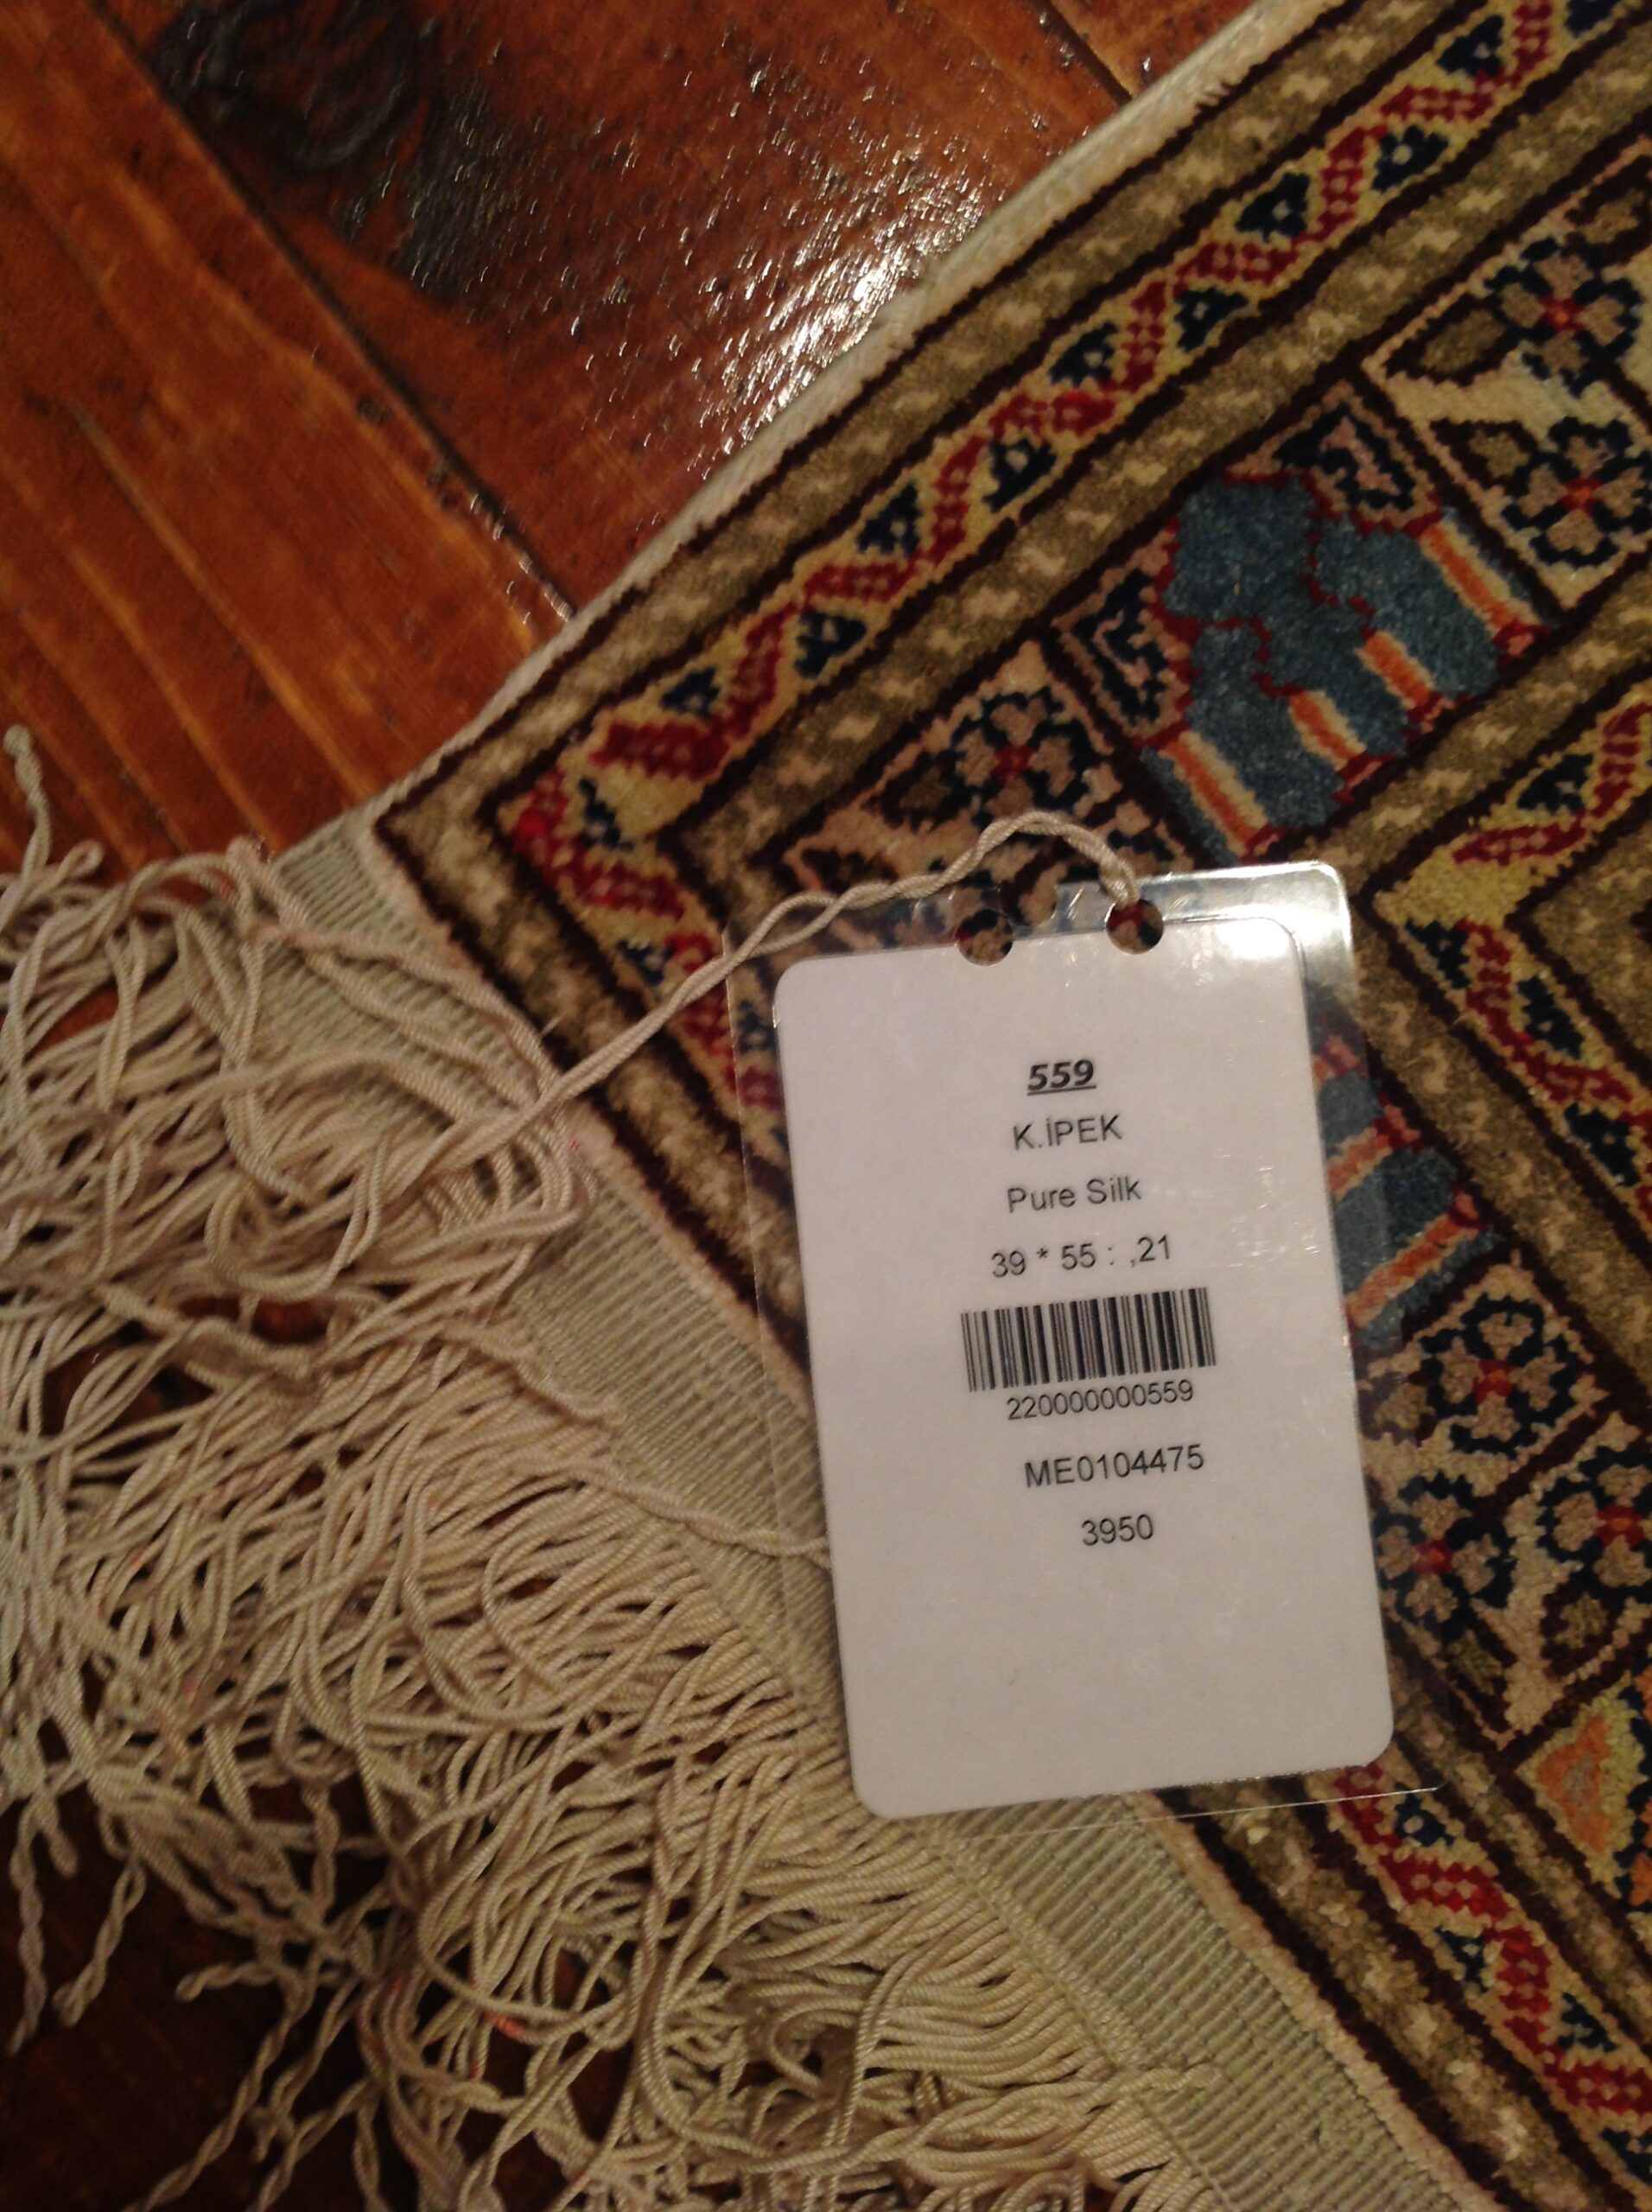 559
K.İPEK
Pure Silk
39 * 55 : ,21
220000000559
ME0104475
3950